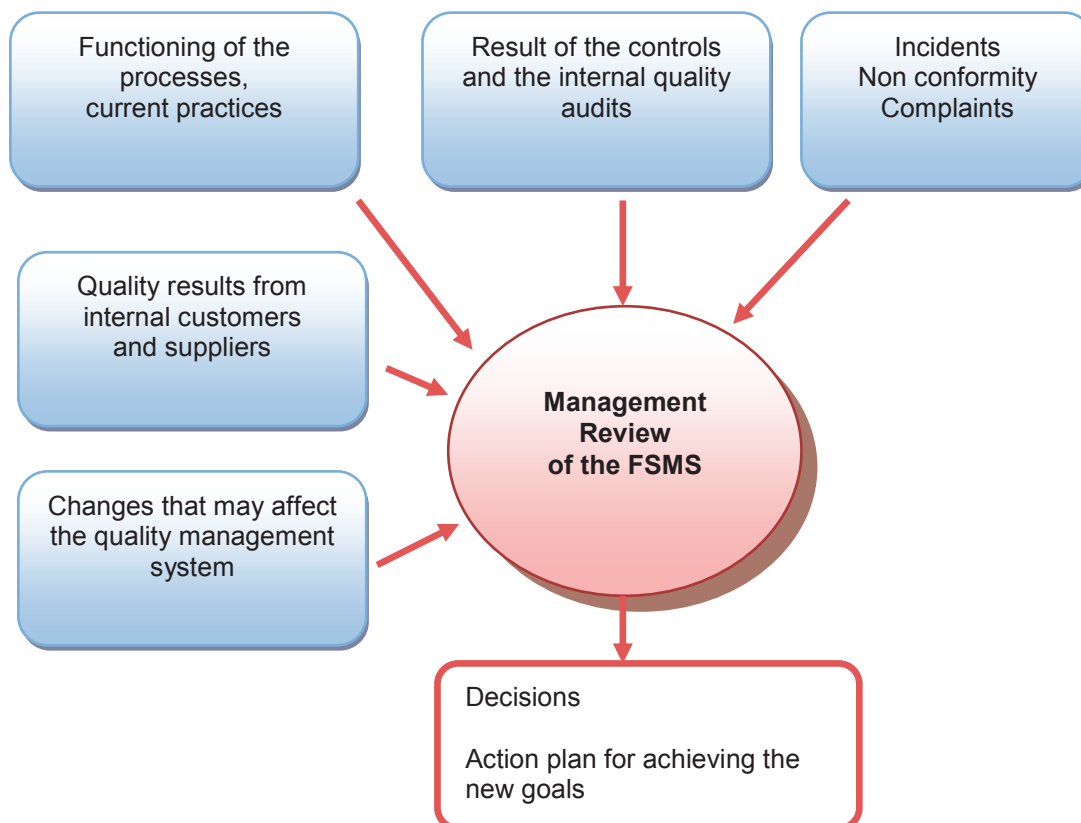 Functioning of the
processes,
current practices
Result of the controls
and the internal quality
audits
Incidents
Non conformity
Complaints
Quality results from
internal customers
and suppliers
Changes that may affect
the quality management
system
Management
Review
of the FSMS
Decisions
Action plan for achieving the
new goals